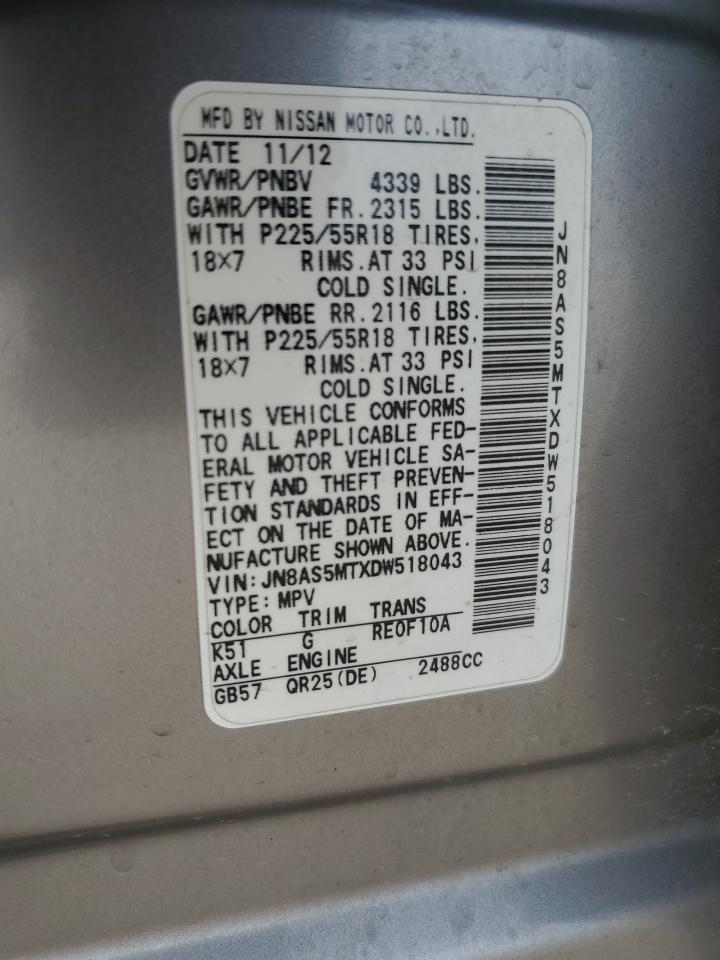 MFD BY NISSAN MOTOR CO.,LTD.
DATE 11/12
GVWR/PNBV 4339 LBS.
GAWR/PNBE FR.2315 LBS.
WITH P225/55R18 TIRES,
18×7 RIMS.AT 33 PSI
COLD SINGLE.
GAWR/PNBE RR.2116 LBS.
WITH P225/55R18 TIRES,
18×7 RIMS.AT 33 PSI
COLD SINGLE.
THIS VEHICLE CONFORMS
TO ALL APPLICABLE FED-
ERAL MOTOR VEHICLE SA-
FETY AND THEFT PREVEN-
TION STANDARDS IN EFF-
ECT ON THE DATE OF MA-
NUFACTURE SHOWN ABOVE.
VIN:JN8AS5MTXDW518043
TYPE:MPV
COLOR TRIM TRANS
K51 G RE0F10A
AXLE ENGINE
GB57 QR25(DE) 2488CC
JN8AS5MTXDW518043